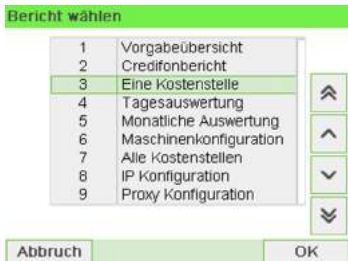 Bericht wählen
1 Vorgabeübersicht
2 Credifonbericht
3 Eine Kostenstelle
4 Tagesauswertung
5 Monatliche Auswertung
6 Maschinenkonfiguration
7 Alle Kostenstellen
8 IP Konfiguration
9 Proxy Konfiguration
Abbruch OK